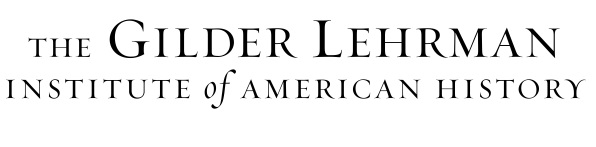 THE GILDER LEHRMAN
INSTITUTE of AMERICAN HISTORY